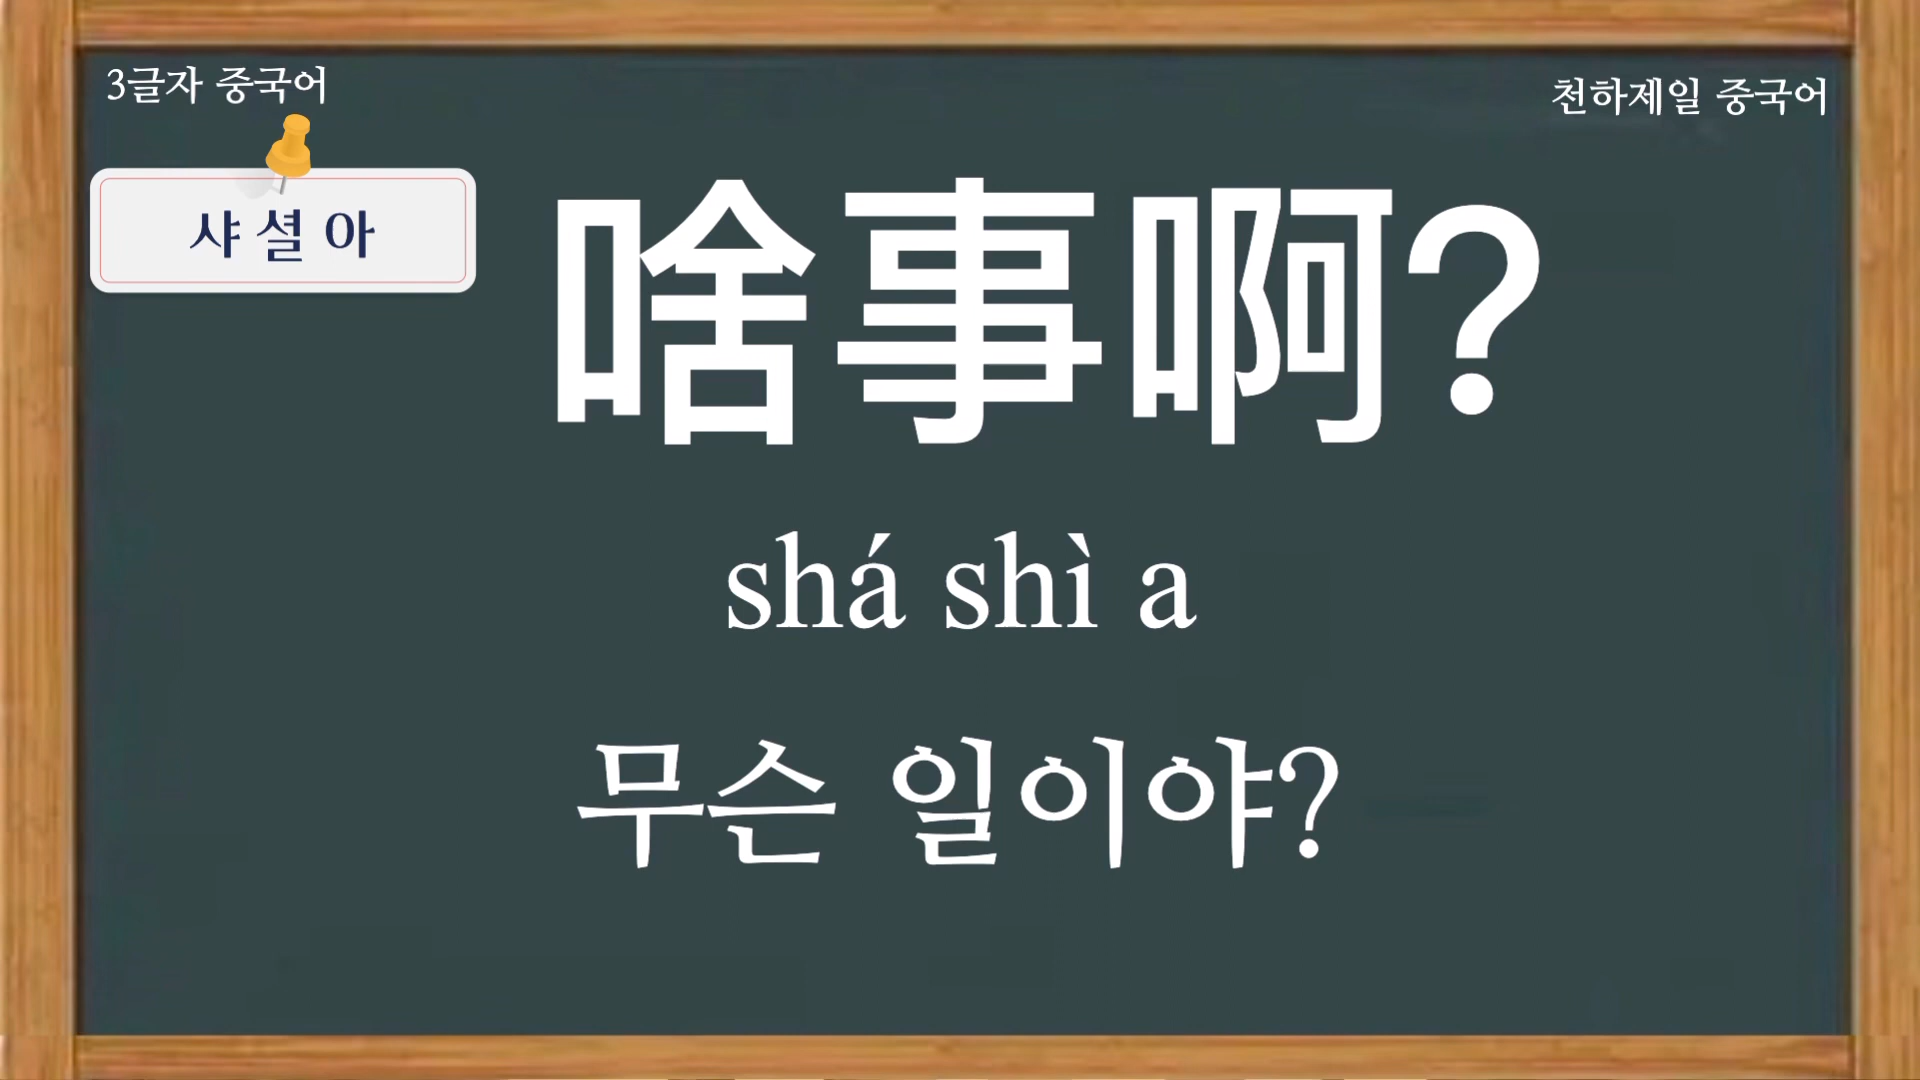 3글자 중국어
천하제일 중국어
샤 셜 아
啥事啊?
shá shì a
무슨 일이야?